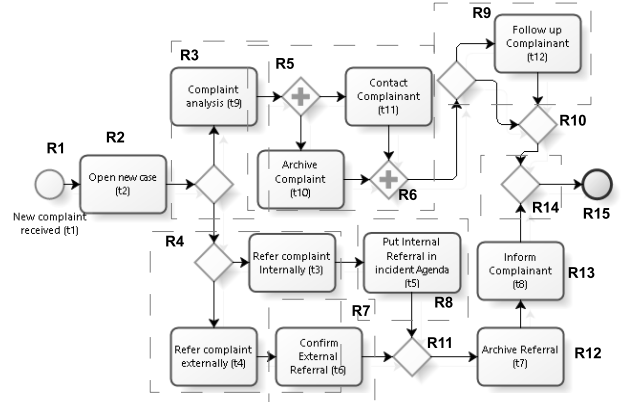 R9
Follow up
Complainant
(t12)
R3
R5
Complaint
analysis (t9)
Contact
Complainant
(t11)
R10
R1
R2
Open new case
(t2)
Archive
Complaint
(t10)
R6
R14
R15
New complaint
received (t1)
R4
Refer complaint
Internally (t3)
Put Internal
Referral in
incident Agenda
(t5)
R8
Inform
Complainant
(t8)
R13
R7
Refer complaint
externally (t4)
Confirm
External
Referral (t6)
R11
Archive Referral
(t7)
R12